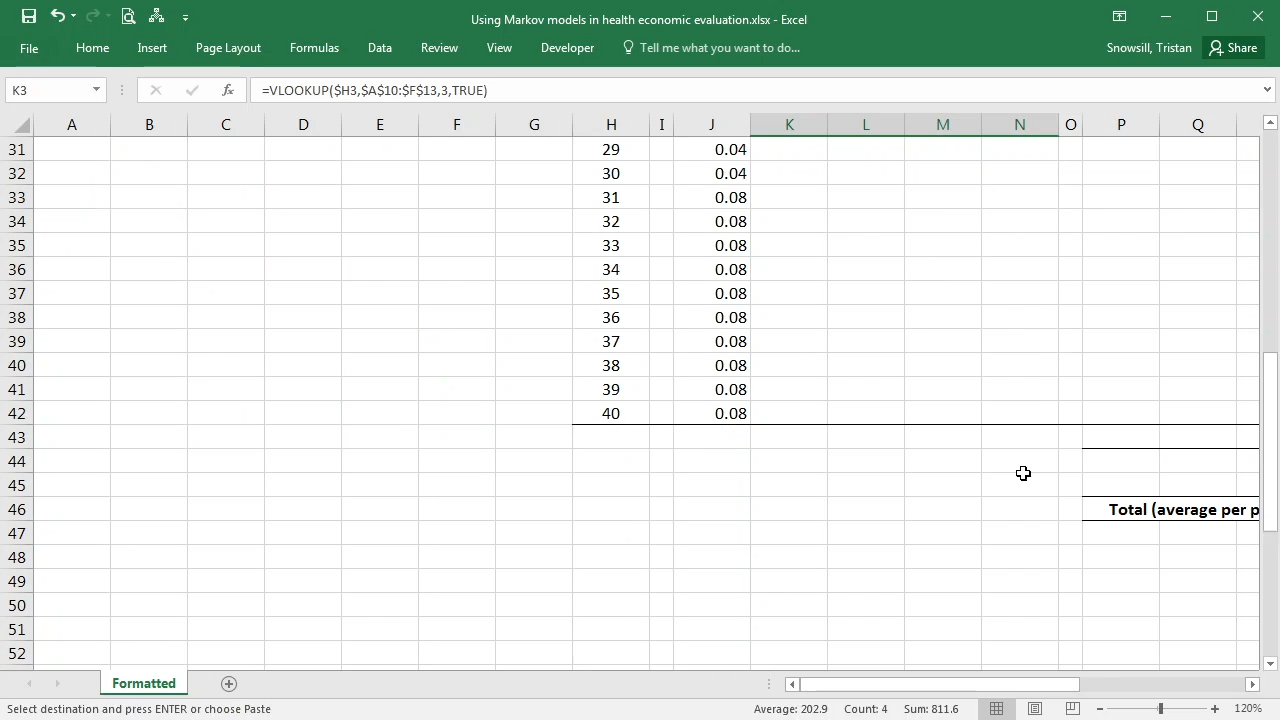 Using Markov models in health economic evaluation.xlsx - Excel
File Home Insert Page Layout Formulas Data Review View Developer Tell me what you want to do... Snowsill, Tristan Share
K3 fx =VLOOKUP($H3,$A$10:$F$13,3,TRUE)
A B C D E F G H I J K L M N O P Q
31 29 0.04
32 30 0.04
33 31 0.08
34 32 0.08
35 33 0.08
36 34 0.08
37 35 0.08
38 36 0.08
39 37 0.08
40 38 0.08
41 39 0.08
42 40 0.08
43
44
45
46 Total (average per p
47
48
49
50
51
52
Formatted
Select destination and press ENTER or choose Paste Average: 202.9 Count: 4 Sum: 811.6 120%